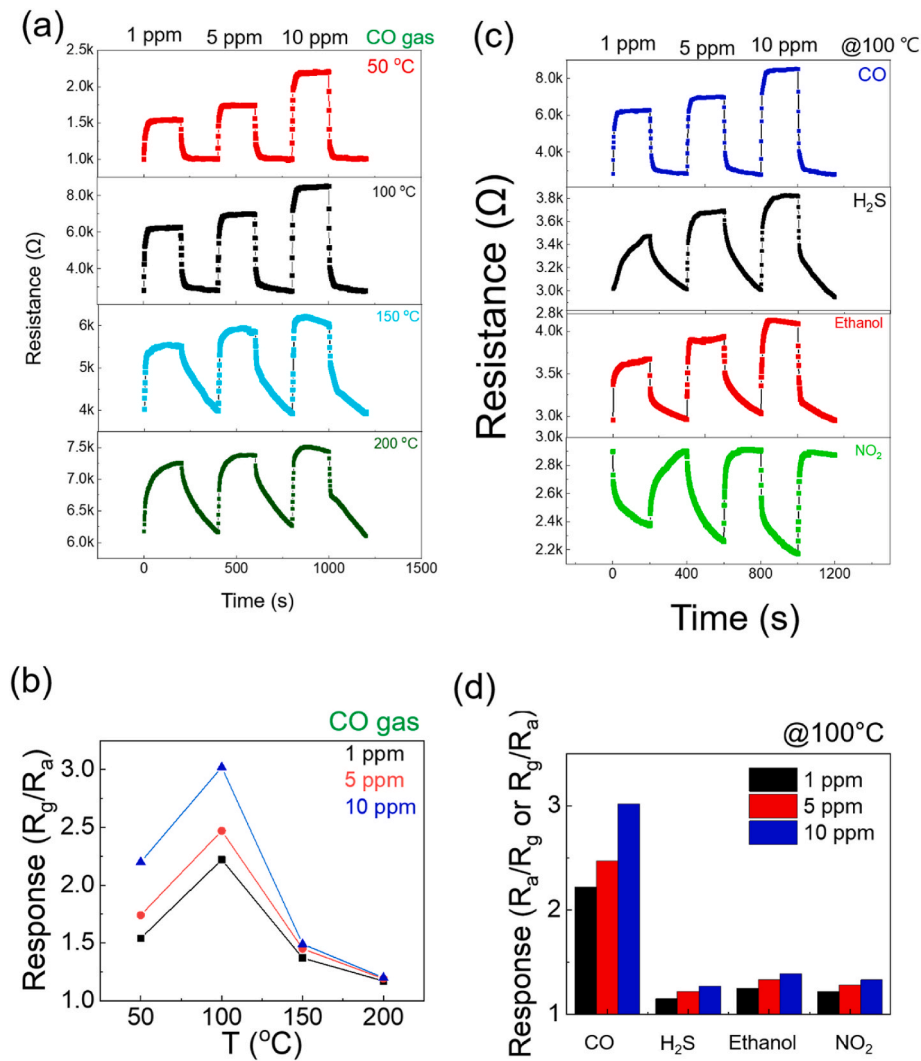 (a)
1 ppm 5 ppm 10 ppm CO gas
2.5k
50 °C
2.0k
1.5k
1.0k
100 °C
8.0k
6.0k
4.0k
150 °C
6k
5k
4k
200 °C
7.5k
7.0k
6.5k
6.0k
0 500 1000 1500
Resistance (Ω)
Time (s)
(c)
1 ppm 5 ppm 10 ppm @100 ℃
CO
8.0k
6.0k
4.0k
H2S
3.8k
3.4k
3.0k
2.8k
Ethanol
4.0k
3.5k
3.0k
3.0k
NO2
2.9k
2.6k
2.4k
2.2k
0 400 800 1200
Resistance (Ω)
Time (s)
(b)
CO gas
1 ppm
5 ppm
10 ppm
3.0
2.5
2.0
1.5
1.0
50 100 150 200
Response (Rg/Ra)
T (°C)
(d)
@100°C
1 ppm
5 ppm
10 ppm
3
2
1
CO H2S Ethanol NO2
Response (Ra/Rg or Rg/Ra)